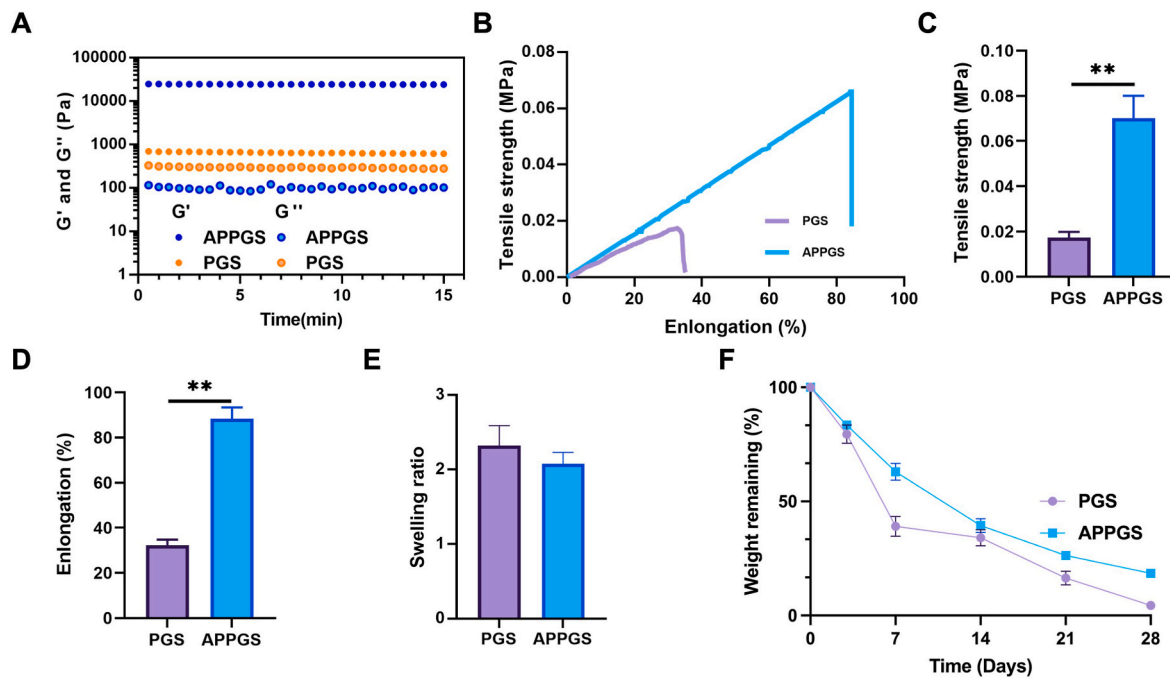 A
100000
10000
1000
100
10
1
G' and G'' (Pa)
G' G''
APPGS APPGS
PGS PGS
0 5 10 15
Time(min)
B
0.08
0.06
0.04
0.02
0.00
Tensile strength (MPa)
PGS
APPGS
0 20 40 60 80 100
Enlongation (%)
C
0.10
0.08
0.06
0.04
0.02
0.00
Tensile strength (MPa)
**
PGS APPGS
D
100
80
60
40
20
0
Enlongation (%)
**
PGS APPGS
E
3
2
1
0
Swelling ratio
PGS APPGS
F
100
50
0
Weight remaining (%)
PGS
APPGS
0 7 14 21 28
Time (Days)